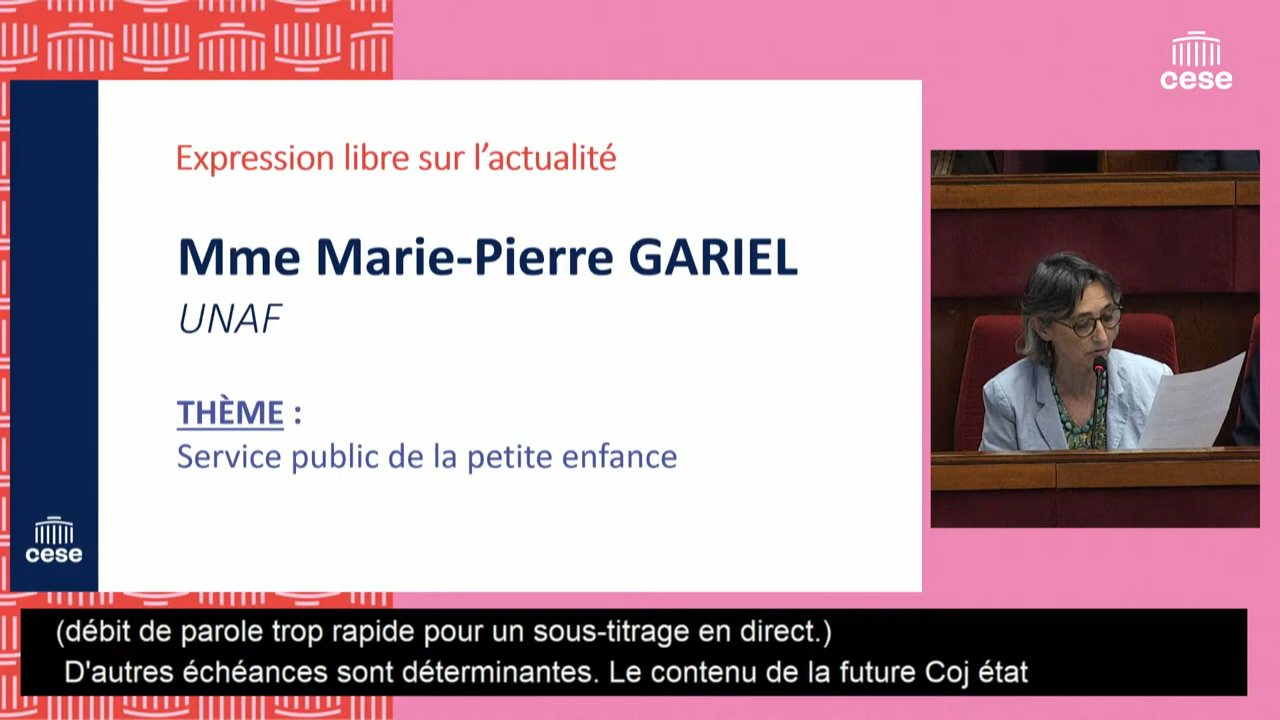 cese
Expression libre sur l'actualité
Mme Marie-Pierre GARIEL
UNAF
THÈME :
Service public de la petite enfance
cese
(débit de parole trop rapide pour un sous-titrage en direct.)
D'autres échéances sont déterminantes. Le contenu de la future Coj état